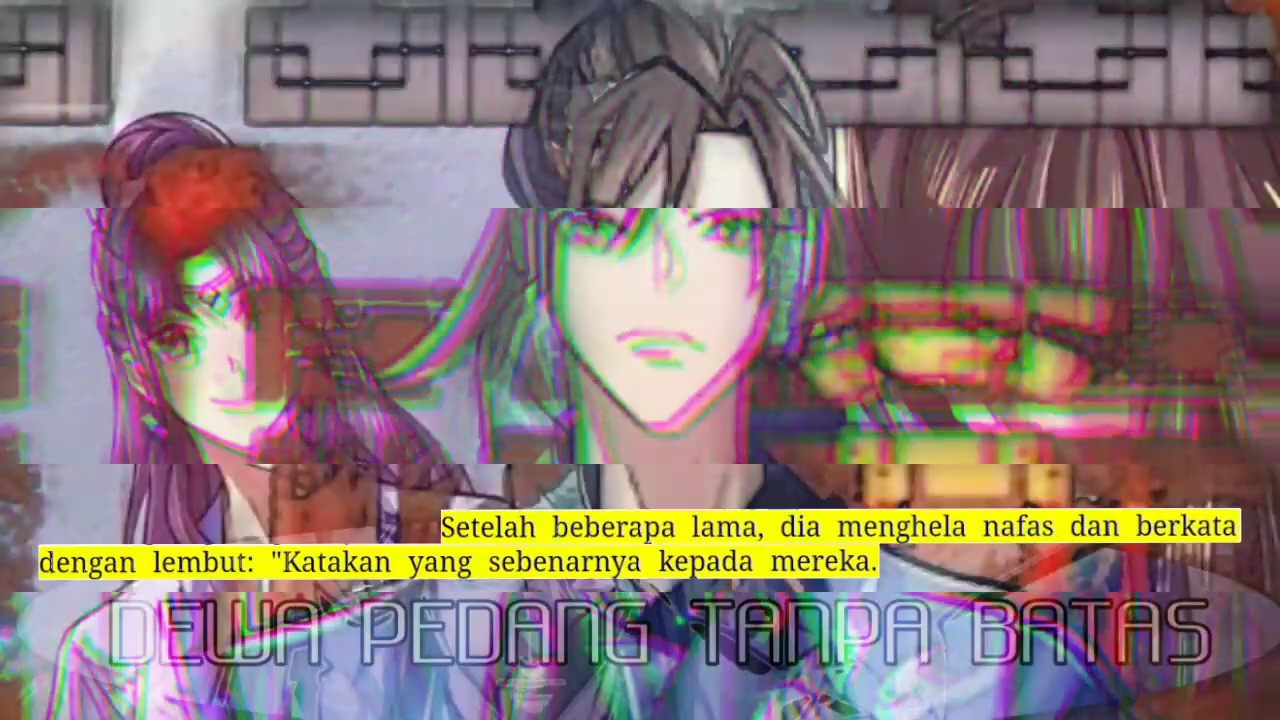 Setelah beberapa lama, dia menghela nafas dan berkata
dengan lembut: "Katakan yang sebenarnya kepada mereka.
DEWA PEDANG TANPA BATAS